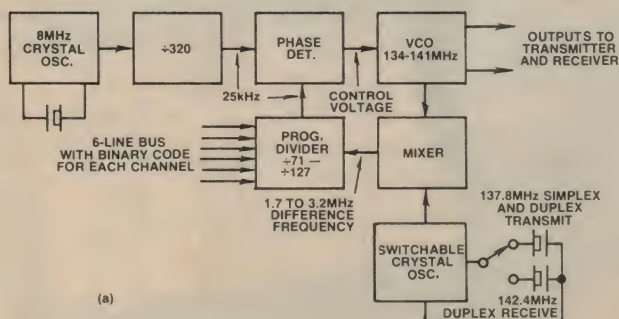 8MHz
CRYSTAL
OSC.
÷320
PHASE
DET.
VCO
134-141MHz
OUTPUTS TO
TRANSMITTER
AND RECEIVER
25kHz
CONTROL
VOLTAGE
6-LINE BUS
WITH BINARY CODE
FOR EACH CHANNEL
PROG.
DIVIDER
÷71 —
÷127
MIXER
1.7 TO 3.2MHz
DIFFERENCE
FREQUENCY
137.8MHz SIMPLEX
AND DUPLEX
TRANSMIT
SWITCHABLE
CRYSTAL
OSC.
142.4MHz
DUPLEX RECEIVE
(a)